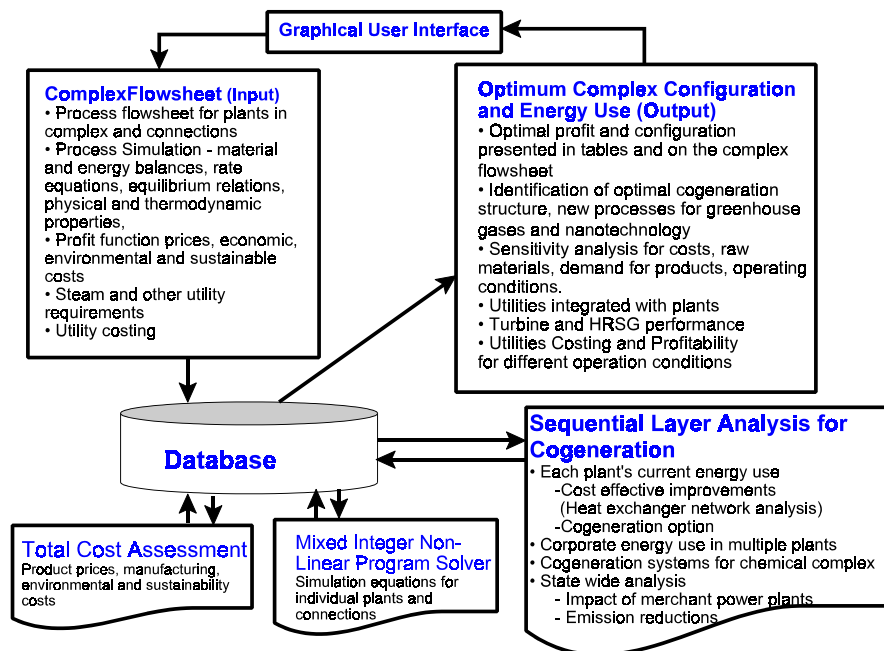 Graphical User Interface
ComplexFlowsheet (Input)
• Process flowsheet for plants in
complex and connections
• Process Simulation - material
and energy balances, rate
equations, equilibrium relations,
physical and thermodynamic
properties,
• Profit function prices, economic,
environmental and sustainable
costs
• Steam and other utility
requirements
• Utility costing
Optimum Complex Configuration
and Energy Use (Output)
• Optimal profit and configuration
presented in tables and on the complex
flowsheet
• Identification of optimal cogeneration
structure, new processes for greenhouse
gases and nanotechnology
• Sensitivity analysis for costs, raw
materials, demand for products, operating
conditions.
• Utilities integrated with plants
• Turbine and HRSG performance
• Utilities Costing and Profitability
for different operation conditions
Database
Sequential Layer Analysis for
Cogeneration
• Each plant's current energy use
-Cost effective improvements
(Heat exchanger network analysis)
-Cogeneration option
• Corporate energy use in multiple plants
• Cogeneration systems for chemical complex
• State wide analysis
- Impact of merchant power plants
- Emission reductions
Total Cost Assessment
Product prices, manufacturing,
environmental and sustainability
costs
Mixed Integer Non-
Linear Program Solver
Simulation equations for
individual plants and
connections